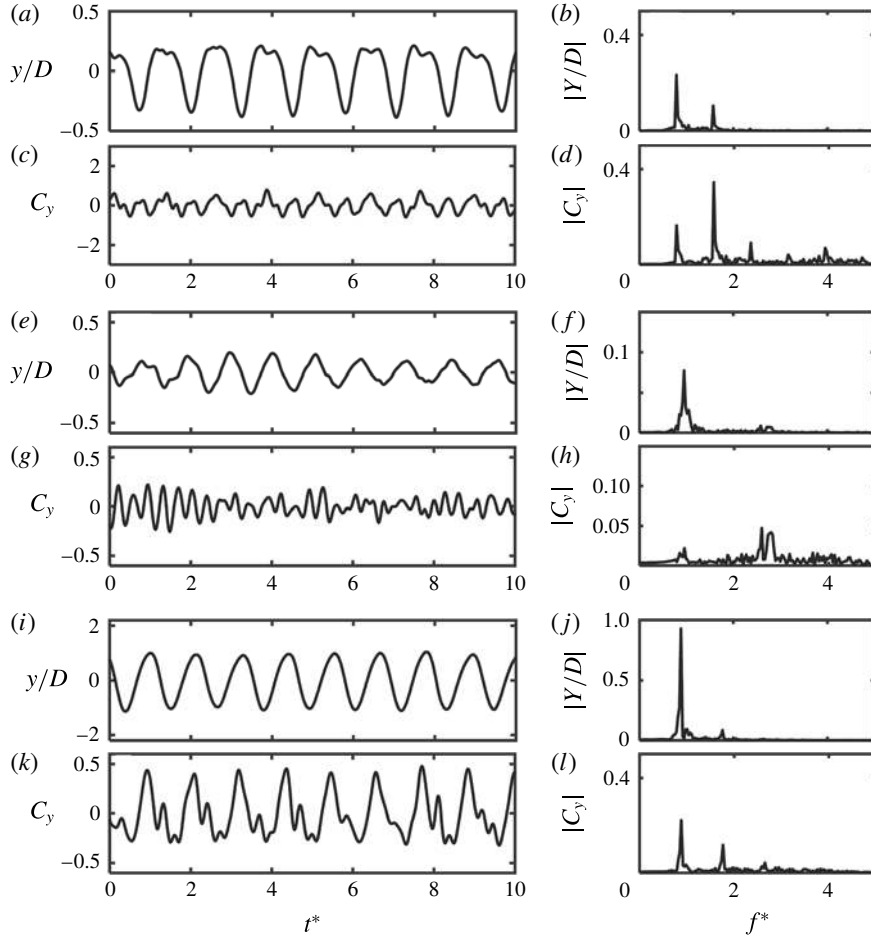 (a)
0.5
y/D
0
−0.5
(b)
0.4
|Y/D|
0
(c)
2
C_y
0
−2
0 2 4 6 8 10
(d)
0.4
|C_y|
0 2 4
(e)
0.5
y/D
0
−0.5
(f)
0.1
|Y/D|
0
(g)
0.5
C_y
0
−0.5
0 2 4 6 8 10
(h)
0.10
|C_y|
0.05
0 2 4
(i)
2
y/D
0
−2
(j)
1.0
|Y/D|
0.5
0
(k)
0.5
C_y
0
−0.5
0 2 4 6 8 10
t*
(l)
0.4
|C_y|
0 2 4
f*